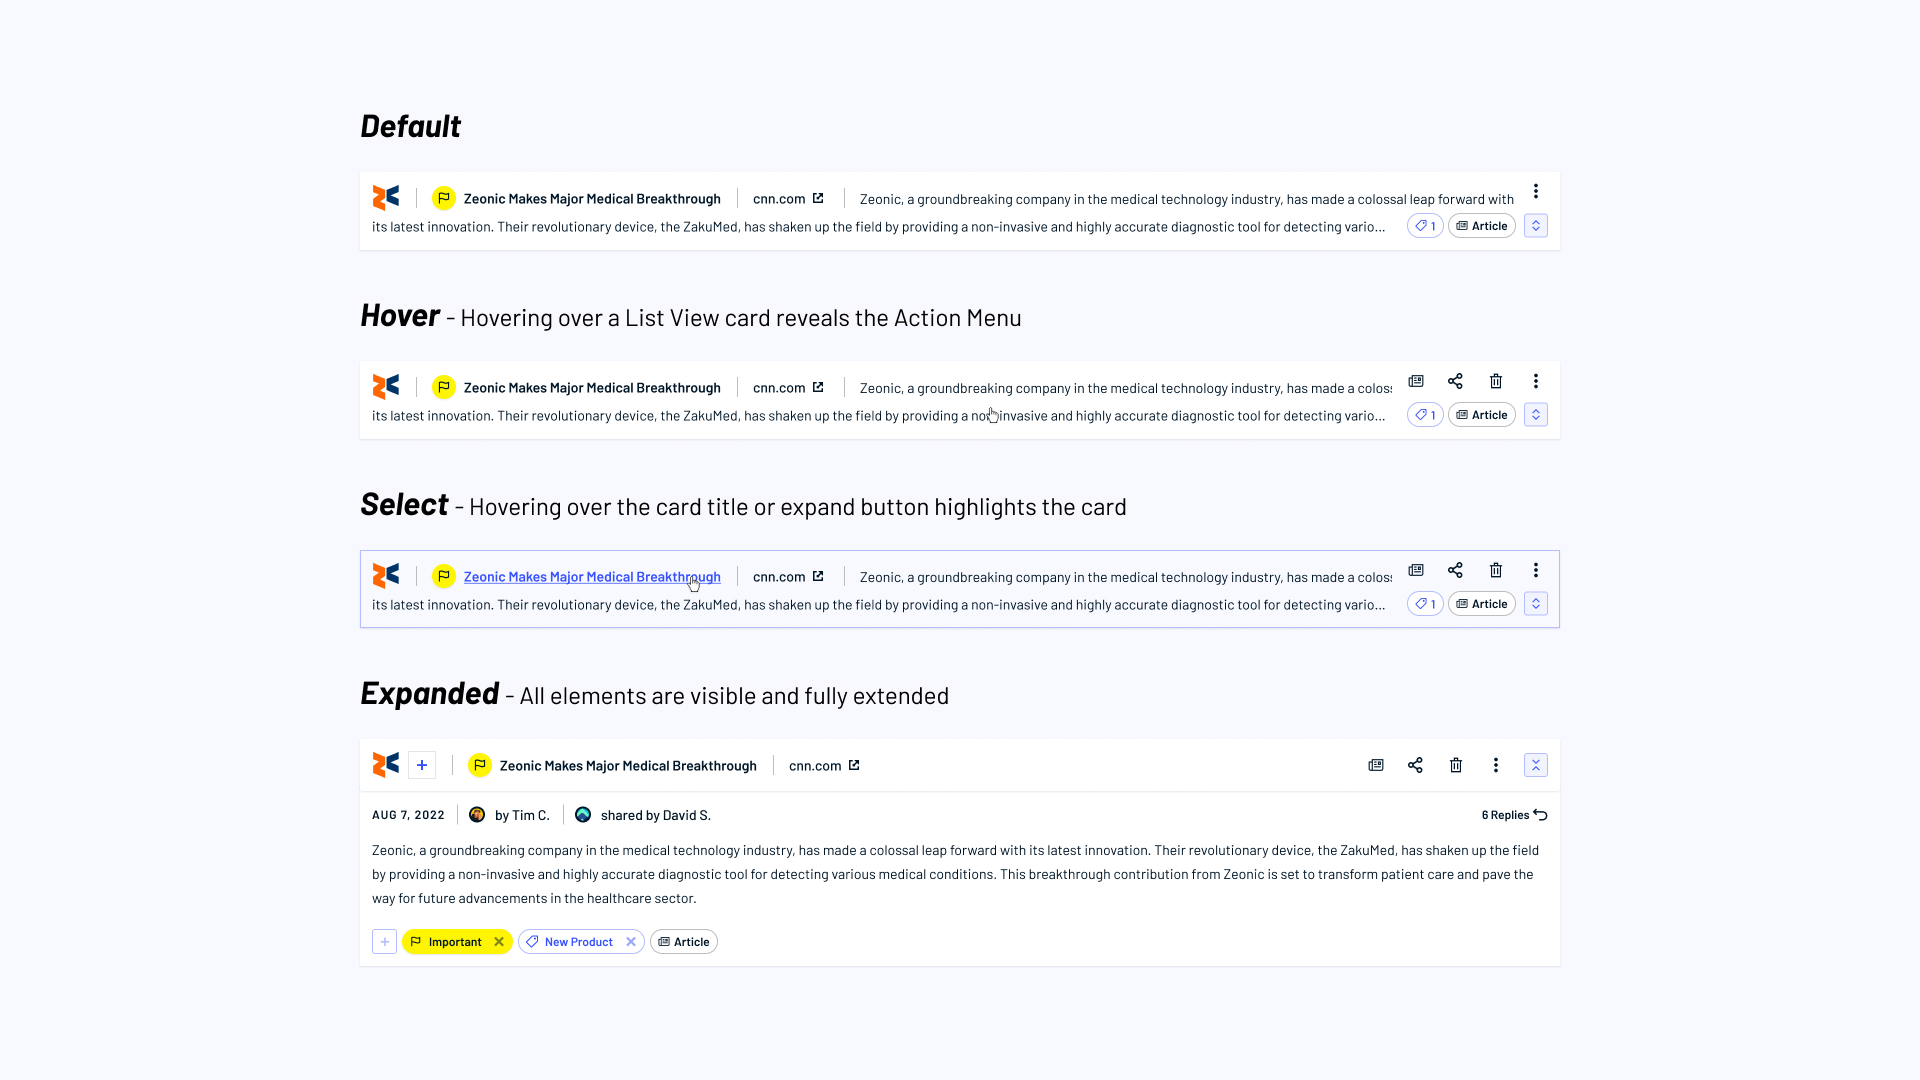 Default
Zeonic Makes Major Medical Breakthrough
cnn.com
Zeonic, a groundbreaking company in the medical technology industry, has made a colossal leap forward with
its latest innovation. Their revolutionary device, the ZakuMed, has shaken up the field by providing a non-invasive and highly accurate diagnostic tool for detecting vario...
1
Article
Hover - Hovering over a List View card reveals the Action Menu
Zeonic Makes Major Medical Breakthrough
cnn.com
Zeonic, a groundbreaking company in the medical technology industry, has made a colos
its latest innovation. Their revolutionary device, the ZakuMed, has shaken up the field by providing a non-invasive and highly accurate diagnostic tool for detecting vario...
1
Article
Select - Hovering over the card title or expand button highlights the card
Zeonic Makes Major Medical Breakthrough
cnn.com
Zeonic, a groundbreaking company in the medical technology industry, has made a colos
its latest innovation. Their revolutionary device, the ZakuMed, has shaken up the field by providing a non-invasive and highly accurate diagnostic tool for detecting vario...
1
Article
Expanded - All elements are visible and fully extended
Zeonic Makes Major Medical Breakthrough
cnn.com
AUG 7, 2022
by Tim C.
shared by David S.
6 Replies
Zeonic, a groundbreaking company in the medical technology industry, has made a colossal leap forward with its latest innovation. Their revolutionary device, the ZakuMed, has shaken up the field
by providing a non-invasive and highly accurate diagnostic tool for detecting various medical conditions. This breakthrough contribution from Zeonic is set to transform patient care and pave the
way for future advancements in the healthcare sector.
Important
New Product
Article